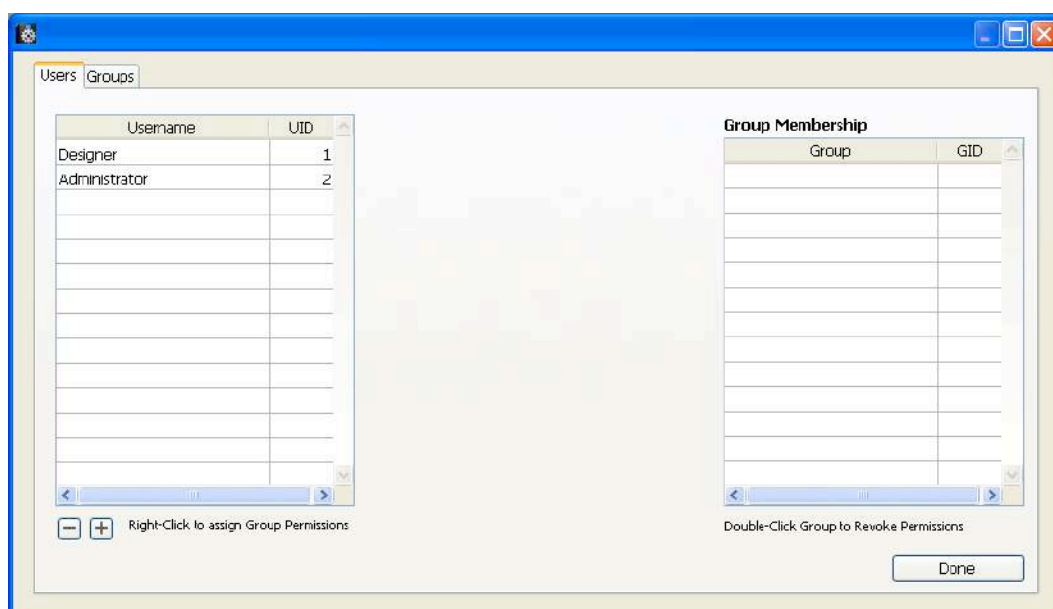 Users Groups
Username UID
Designer 1
Administrator 2
Right-Click to assign Group Permissions
Group Membership
Group GID
Double-Click Group to Revoke Permissions
Done